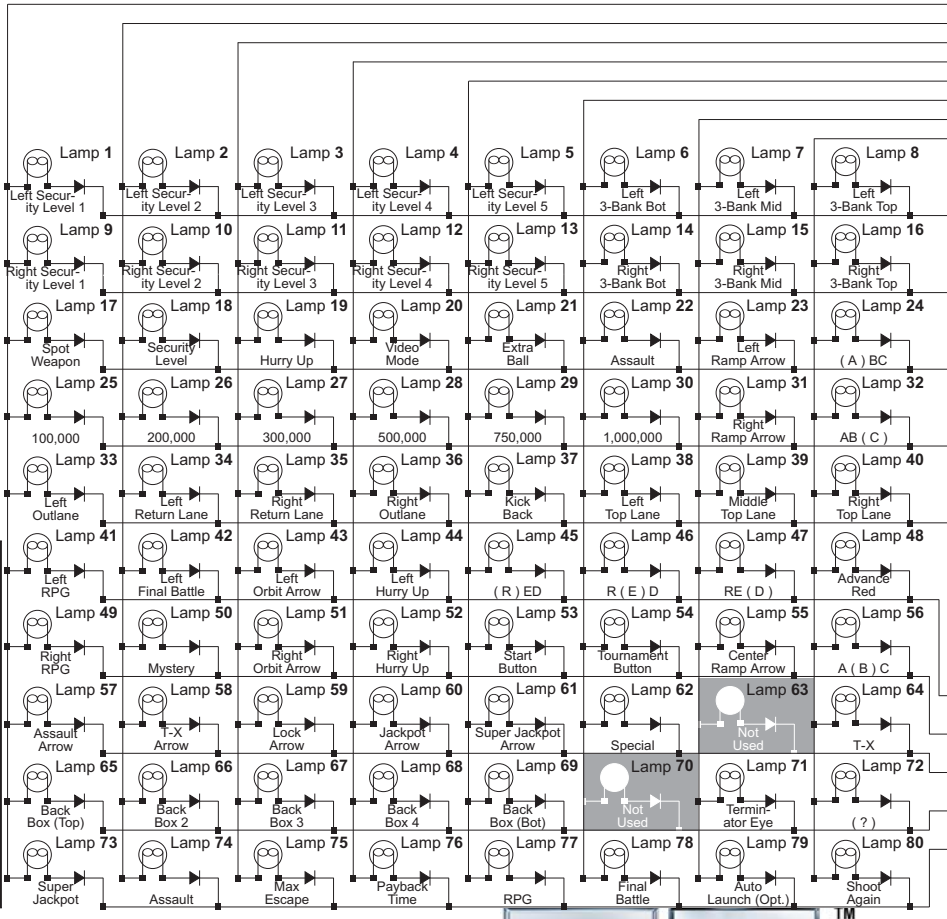 Lamp 1 Lamp 2 Lamp 3 Lamp 4 Lamp 5 Lamp 6 Lamp 7 Lamp 8
Left Secur- Left Secur- Left Secur- Left Secur- Left Secur- Left Left Left
ity Level 1 ity Level 2 ity Level 3 ity Level 4 ity Level 5 3-Bank Bot 3-Bank Mid 3-Bank Top
Lamp 9 Lamp 10 Lamp 11 Lamp 12 Lamp 13 Lamp 14 Lamp 15 Lamp 16
Right Secur- Right Secur- Right Secur- Right Secur- Right Secur- Right Right Right
ity Level 1 ity Level 2 ity Level 3 ity Level 4 ity Level 5 3-Bank Bot 3-Bank Mid 3-Bank Top
Lamp 17 Lamp 18 Lamp 19 Lamp 20 Lamp 21 Lamp 22 Lamp 23 Lamp 24
Spot Security Video Extra Left
Weapon Level Hurry Up Mode Ball Assault Ramp Arrow ( A ) BC
Lamp 25 Lamp 26 Lamp 27 Lamp 28 Lamp 29 Lamp 30 Lamp 31 Lamp 32
Right
100,000 200,000 300,000 500,000 750,000 1,000,000 Ramp Arrow AB ( C )
Lamp 33 Lamp 34 Lamp 35 Lamp 36 Lamp 37 Lamp 38 Lamp 39 Lamp 40
Left Left Right Right Kick Left Middle Right
Outlane Return Lane Return Lane Outlane Back Top Lane Top Lane Top Lane
Lamp 41 Lamp 42 Lamp 43 Lamp 44 Lamp 45 Lamp 46 Lamp 47 Lamp 48
Left Left Left Left Advance
RPG Final Battle Orbit Arrow Hurry Up ( R ) ED R ( E ) D RE ( D ) Red
Lamp 49 Lamp 50 Lamp 51 Lamp 52 Lamp 53 Lamp 54 Lamp 55 Lamp 56
Right Right Right Start Tournament Center
RPG Mystery Orbit Arrow Hurry Up Button Button Ramp Arrow A ( B ) C
Lamp 57 Lamp 58 Lamp 59 Lamp 60 Lamp 61 Lamp 62 Lamp 63 Lamp 64
Assault T-X Lock Jackpot Super Jackpot Not
Arrow Arrow Arrow Arrow Arrow Special Used T-X
Lamp 65 Lamp 66 Lamp 67 Lamp 68 Lamp 69 Lamp 70 Lamp 71 Lamp 72
Back Back Back Back Back Not Termin-
Box (Top) Box 2 Box 3 Box 4 Box (Bot) Used ator Eye ( ? )
Lamp 73 Lamp 74 Lamp 75 Lamp 76 Lamp 77 Lamp 78 Lamp 79 Lamp 80
Super Max Payback Final Auto Shoot
Jackpot Assault Escape Time RPG Battle Launch (Opt.) Again
TM